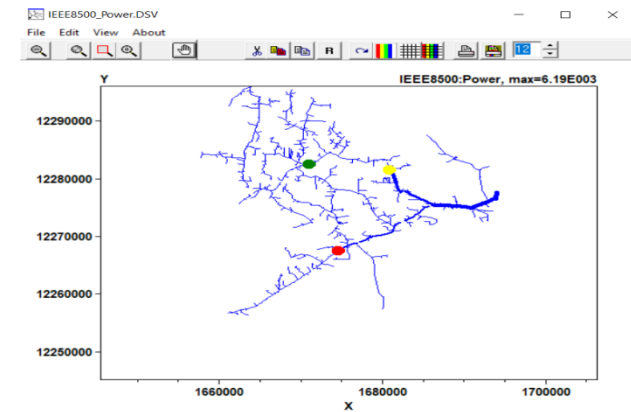 IEEE8500_Power.DSV
File Edit View About
R 12
Y
IEEE8500:Power, max=6.19E003
12290000
12280000
12270000
12260000
12250000
1660000 1680000 1700000
X